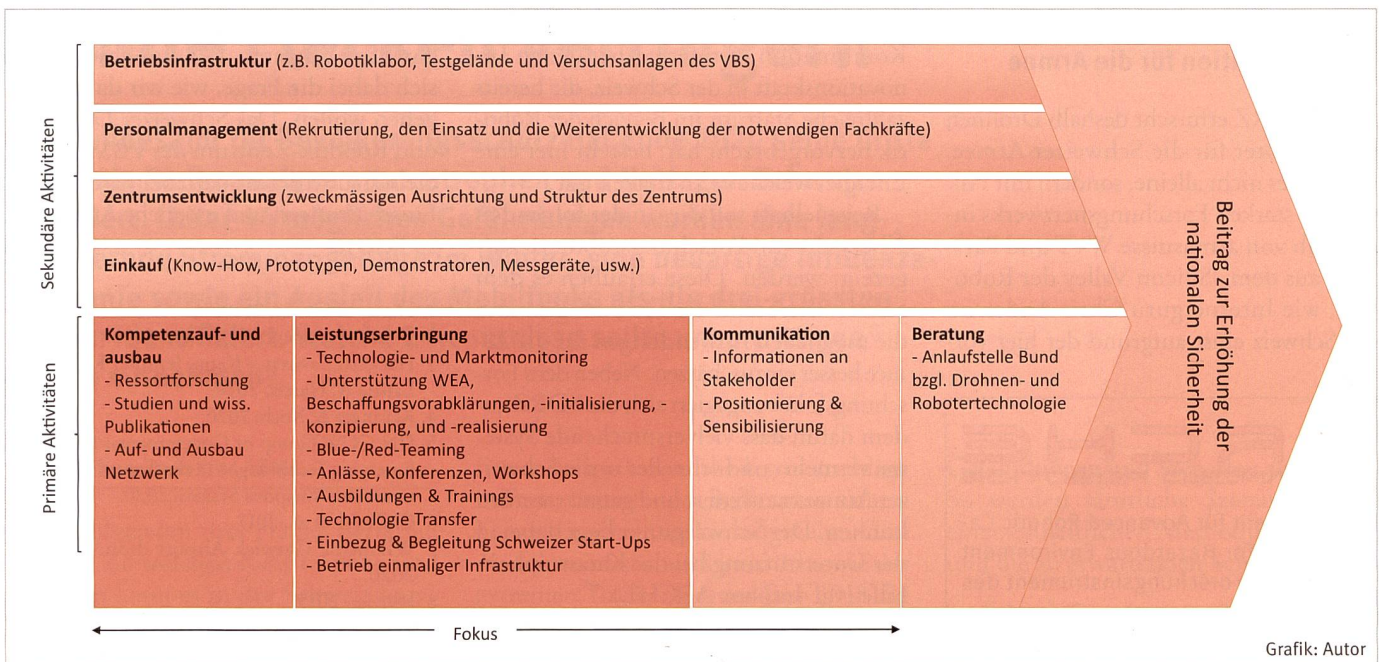 Sekundäre Aktivitäten
Betriebsinfrastruktur (z.B. Robotiklabor, Testgelände und Versuchsanlagen des VBS)
Personalmanagement (Rekrutierung, den Einsatz und die Weiterentwicklung der notwendigen Fachkräfte)
Zentrumsentwicklung (zweckmässigen Ausrichtung und Struktur des Zentrums)
Einkauf (Know-How, Prototypen, Demonstratoren, Messgeräte, usw.)
Primäre Aktivitäten
Kompetenzauf- und
ausbau
- Ressortforschung
- Studien und wiss.
Publikationen
- Auf- und Ausbau
Netzwerk
Leistungserbringung
- Technologie- und Marktmonitoring
- Unterstützung WEA,
Beschaffungsvorabklärungen, -initialisierung, -
konzipierung, und -realisierung
- Blue-/Red-Teaming
- Anlässe, Konferenzen, Workshops
- Ausbildungen & Trainings
- Technologie Transfer
- Einbezug & Begleitung Schweizer Start-Ups
- Betrieb einmaliger Infrastruktur
Kommunikation
- Informationen an
Stakeholder
- Positionierung &
Sensibilisierung
Beratung
- Anlaufstelle Bund
bzgl. Drohnen- und
Robotertechnologie
Beitrag zur Erhöhung der
nationalen Sicherheit
Fokus
Grafik: Autor